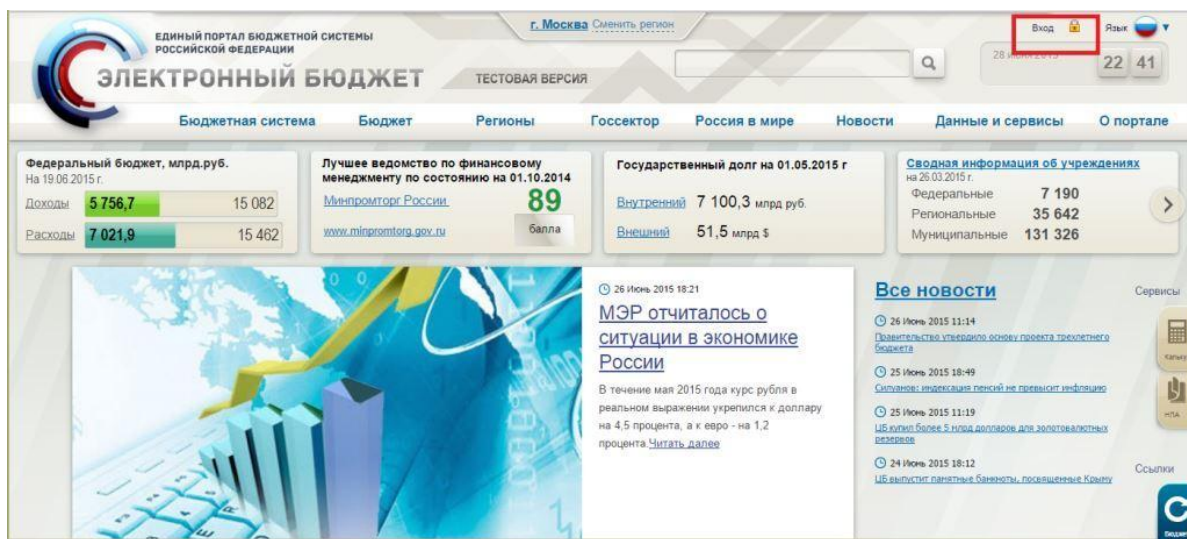 г. Москва Сменить регион
Вход
Язык
ЕДИНЫЙ ПОРТАЛ БЮДЖЕТНОЙ СИСТЕМЫ
РОССИЙСКОЙ ФЕДЕРАЦИИ
ЭЛЕКТРОННЫЙ БЮДЖЕТ
ТЕСТОВАЯ ВЕРСИЯ
22 41
Бюджетная система Бюджет Регионы Госсектор Россия в мире Новости Данные и сервисы О портале
Федеральный бюджет, млрд.руб.
На 19.06.2015 г.
Доходы 5 756,7 15 082
Расходы 7 021,9 15 462
Лучшее ведомство по финансовому
менеджменту по состоянию на 01.10.2014
Минпромторг России 89
www.minpromtorg.gov.ru балла
Государственный долг на 01.05.2015 г
Внутренний 7 100,3 млрд руб.
Внешний 51,5 млрд $
Сводная информация об учреждениях
на 26.03.2015 г.
Федеральные 7 190
Региональные 35 642
Муниципальные 131 326
26 Июнь 2015 18:21
МЭР отчиталось о
ситуации в экономике
России
В течение мая 2015 года курс рубля в
реальном выражении укрепился к доллару
на 4,5 процента, а к евро - на 1,2
процента.Читать далее
Все новости
26 Июнь 2015 11:14
Правительство утвердило основу проекта трехлетнего
бюджета
25 Июнь 2015 18:49
Силуанов: индексация пенсий не превысит инфляцию
25 Июнь 2015 11:19
ЦБ купил более 5 млрд долларов для золотовалютных
резервов
24 Июнь 2015 18:12
ЦБ выпустит памятные банкноты, посвященные Крыму
Сервисы
НПА
Ссылки